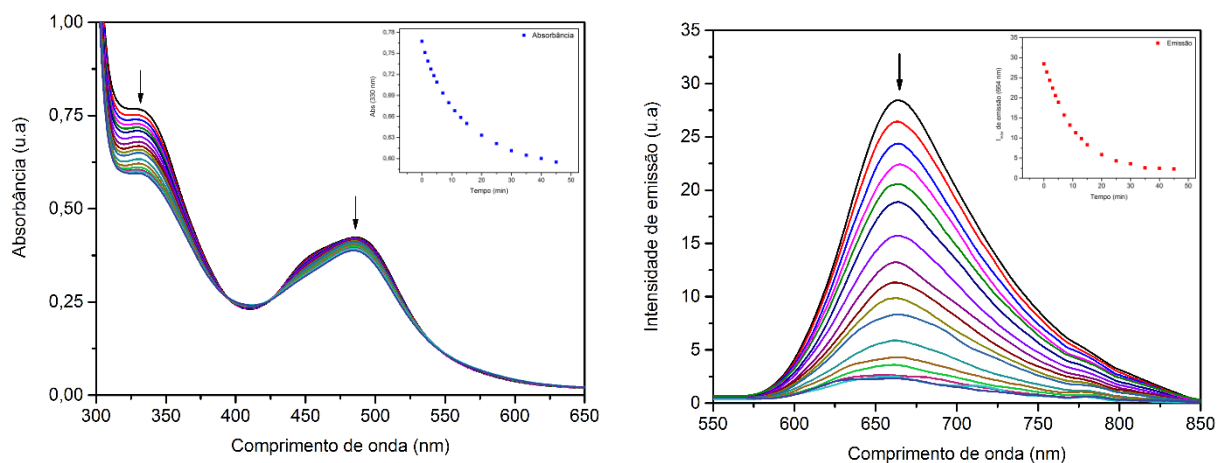 1,00
0,75
0,50
0,25
0,00
300 350 400 450 500 550 600 650
Absorbância (u.a)
Comprimento de onda (nm)
Absorbância
0,78
0,75
0,72
0,69
0,66
0,63
0,60
0 10 20 30 40 50
Abs (330 nm)
Tempo (min)
35
30
25
20
15
10
5
0
550 600 650 700 750 800 850
Intensidade de emissão (u.a)
Comprimento de onda (nm)
Emissão
35
30
25
20
15
10
5
0
0 10 20 30 40 50
de emissão (664 nm)
Tempo (min)